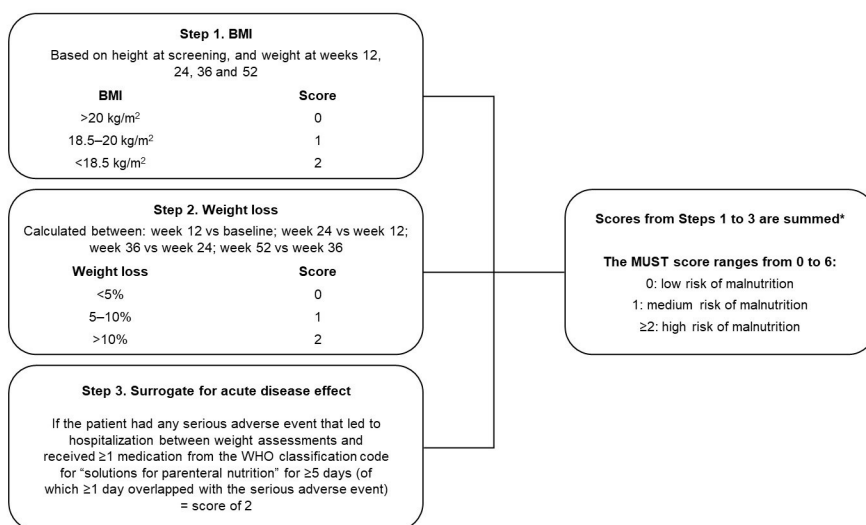 Step 1. BMI
Based on height at screening, and weight at weeks 12,
24, 36 and 52
BMI Score
>20 kg/m² 0
18.5–20 kg/m² 1
<18.5 kg/m² 2
Step 2. Weight loss
Calculated between: week 12 vs baseline; week 24 vs week 12;
week 36 vs week 24; week 52 vs week 36
Weight loss Score
<5% 0
5–10% 1
>10% 2
Step 3. Surrogate for acute disease effect
If the patient had any serious adverse event that led to
hospitalization between weight assessments and
received ≥1 medication from the WHO classification code
for “solutions for parenteral nutrition” for ≥5 days (of
which ≥1 day overlapped with the serious adverse event)
= score of 2
Scores from Steps 1 to 3 are summed*
The MUST score ranges from 0 to 6:
0: low risk of malnutrition
1: medium risk of malnutrition
≥2: high risk of malnutrition